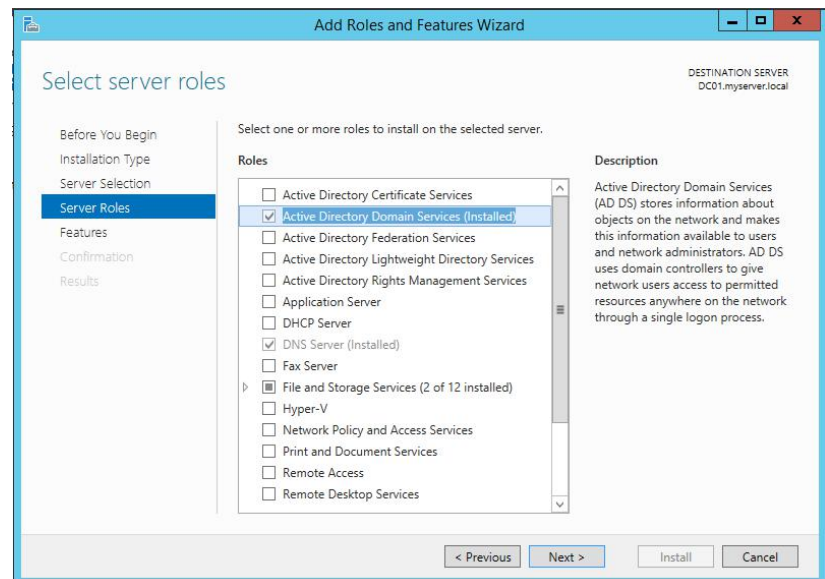 Add Roles and Features Wizard
Select server roles
DESTINATION SERVER
DC01.myserver.local
Before You Begin
Installation Type
Server Selection
Server Roles
Features
Confirmation
Results
Select one or more roles to install on the selected server.
Roles
Active Directory Certificate Services
Active Directory Domain Services (Installed)
Active Directory Federation Services
Active Directory Lightweight Directory Services
Active Directory Rights Management Services
Application Server
DHCP Server
DNS Server (Installed)
Fax Server
File and Storage Services (2 of 12 installed)
Hyper-V
Network Policy and Access Services
Print and Document Services
Remote Access
Remote Desktop Services
Description
Active Directory Domain Services
(AD DS) stores information about
objects on the network and makes
this information available to users
and network administrators. AD DS
uses domain controllers to give
network users access to permitted
resources anywhere on the network
through a single logon process.
< Previous
Next >
Install
Cancel